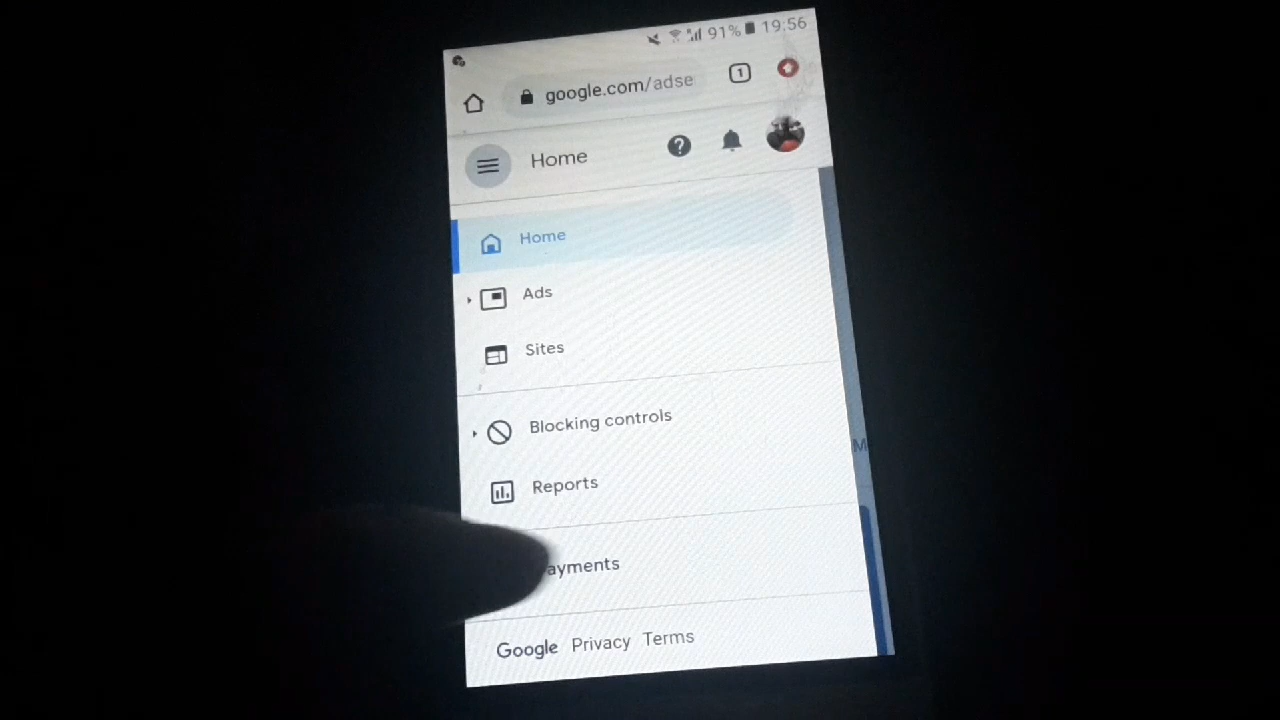 91% 19:56
google.com/adse
1
Home
Home
Ads
Sites
Blocking controls
M
Reports
ayments
Google Privacy Terms